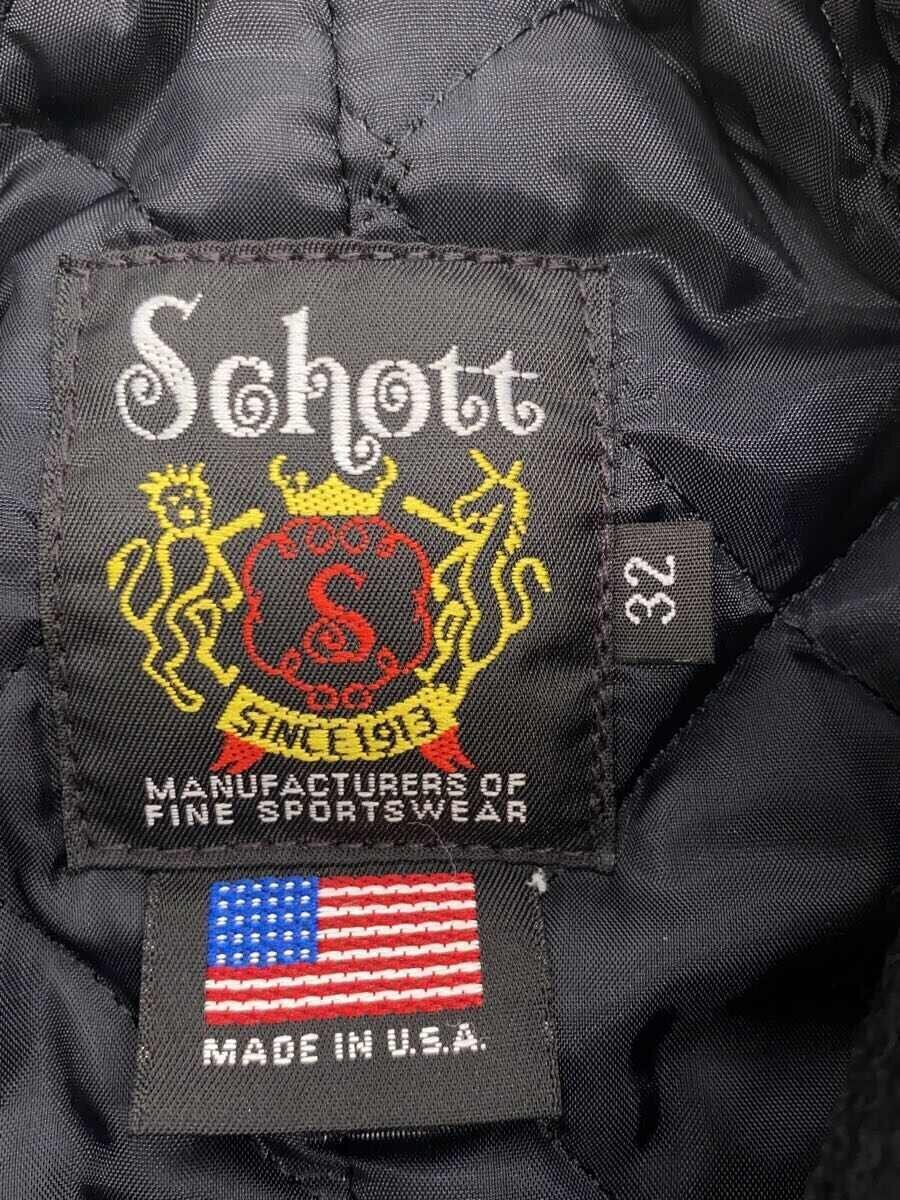 Schott
S
32
SINCE 1913
MANUFACTURERS OF
FINE SPORTSWEAR
MADE IN U.S.A.